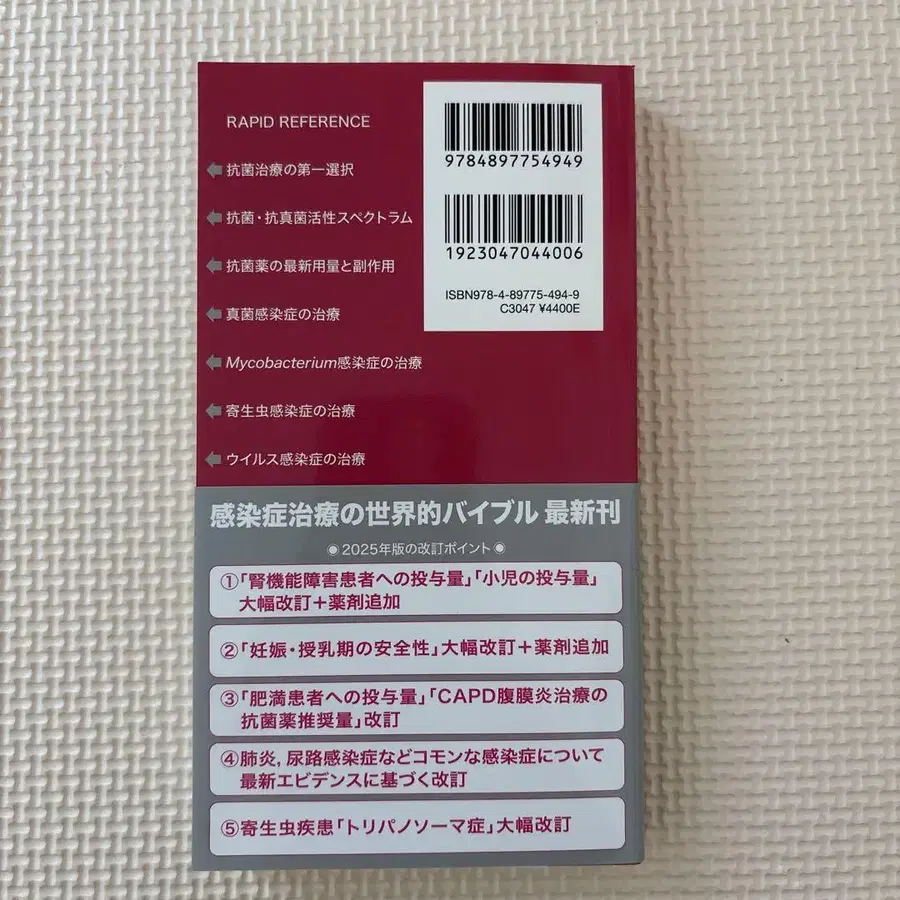 RAPID REFERENCE
抗菌治療の第一選択
抗菌・抗真菌活性スペクトラム
抗菌薬の最新用量と副作用
真菌感染症の治療
Mycobacterium感染症の治療
寄生虫感染症の治療
ウイルス感染症の治療
9784897754949
1923047044006
ISBN978-4-89775-494-9
C3047 ¥4400E
感染症治療の世界的バイブル 最新刊
◉2025年版の改訂ポイント◉
①「腎機能障害患者への投与量」「小児の投与量」
大幅改訂＋薬剤追加
②「妊娠・授乳期の安全性」大幅改訂＋薬剤追加
③「肥満患者への投与量」「CAPD腹膜炎治療の
抗菌薬推奨量」改訂
④肺炎，尿路感染症などコモンな感染症について
最新エビデンスに基づく改訂
⑤寄生虫疾患「トリパノソーマ症」大幅改訂